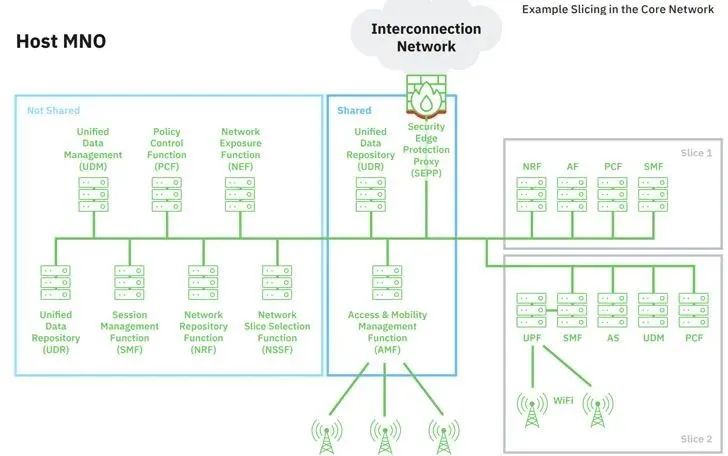 Example Slicing in the Core Network
Host MNO
Interconnection
Network
Not Shared
Unified
Data
Management
(UDM)
Policy
Control
Function
(PCF)
Network
Exposure
Function
(NEF)
Shared
Unified
Data
Repository
(UDR)
Security
Edge
Protection
Proxy
(SEPP)
Slice 1
NRF
AF
PCF
SMF
Unified
Data
Repository
(UDR)
Session
Management
Function
(SMF)
Network
Repository
Function
(NRF)
Network
Slice Selection
Function
(NSSF)
Access & Mobility
Management
Function
(AMF)
UPF
SMF
AS
UDM
PCF
WiFi
Slice 2